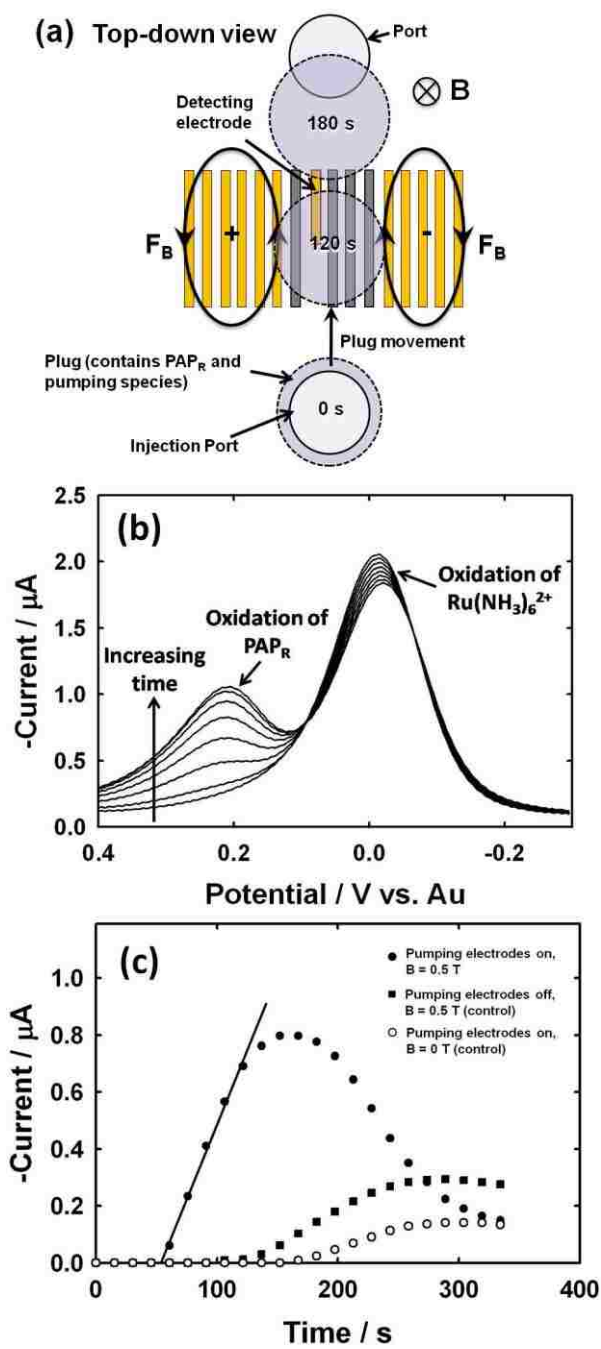 (a) Top-down view
Port
B
Detecting
electrode
180 s
+
-
F_B
120 s
F_B
Plug movement
Plug (contains PAP_R and
pumping species)
0 s
Injection Port
(b)
2.5
2.0
1.5
1.0
0.5
0.0
-Current / μA
Oxidation of
Ru(NH3)6^2+
Oxidation of
PAP_R
Increasing
time
0.4 0.2 0.0 -0.2
Potential / V vs. Au
(c)
Pumping electrodes on,
B = 0.5 T
Pumping electrodes off,
B = 0.5 T (control)
Pumping electrodes on,
B = 0 T (control)
1.0
0.8
0.6
0.4
0.2
0.0
-Current / μA
0 100 200 300 400
Time / s